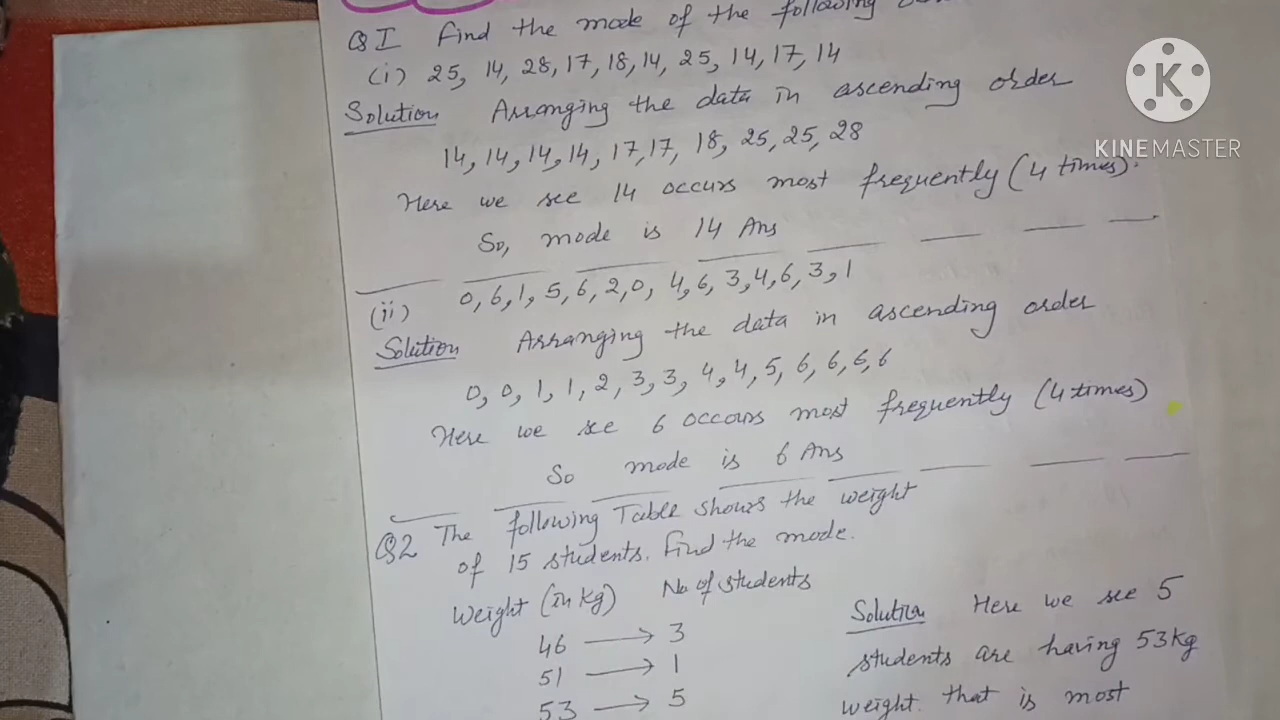 Q1 Find the mode of the following
(i) 25, 14, 28, 17, 18, 14, 25, 14, 17, 14
Solution Arranging the data in ascending order
14, 14, 14, 14, 17, 17, 18, 25, 25, 28
Here we see 14 occurs most frequently (4 times).
So, mode is 14 Ans
(ii) 0, 6, 1, 5, 6, 2, 0, 4, 6, 3, 4, 6, 3, 1
Solution Arranging the data in ascending order
0, 0, 1, 1, 2, 3, 3, 4, 4, 5, 6, 6, 6, 6
Here we see 6 occours most frequently (4 times)
So mode is 6 Ans
Q2 The following Table shows the weight
of 15 students. Find the mode.
Weight (in kg) No of students
46 → 3
51 → 1
53 → 5
Solution Here we see 5
students are having 53kg
weight. that is most
K
KINEMASTER